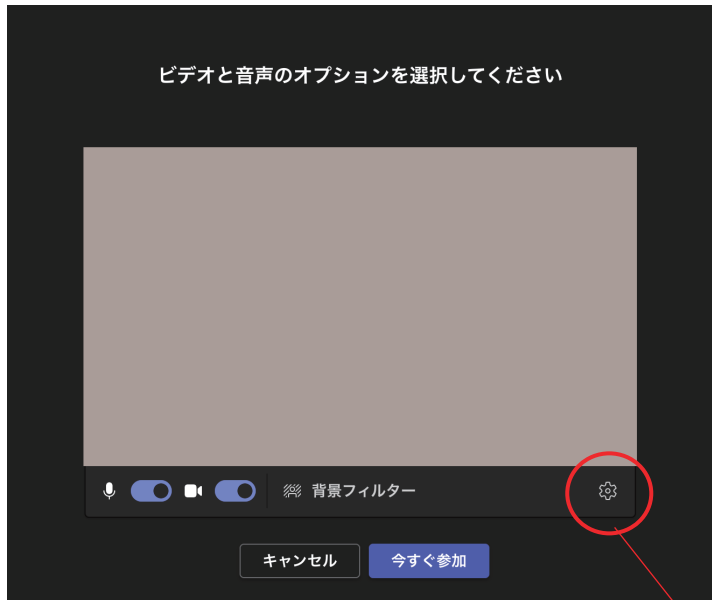 ビデオと音声のオプションを選択してください
背景フィルター
キャンセル
今すぐ参加